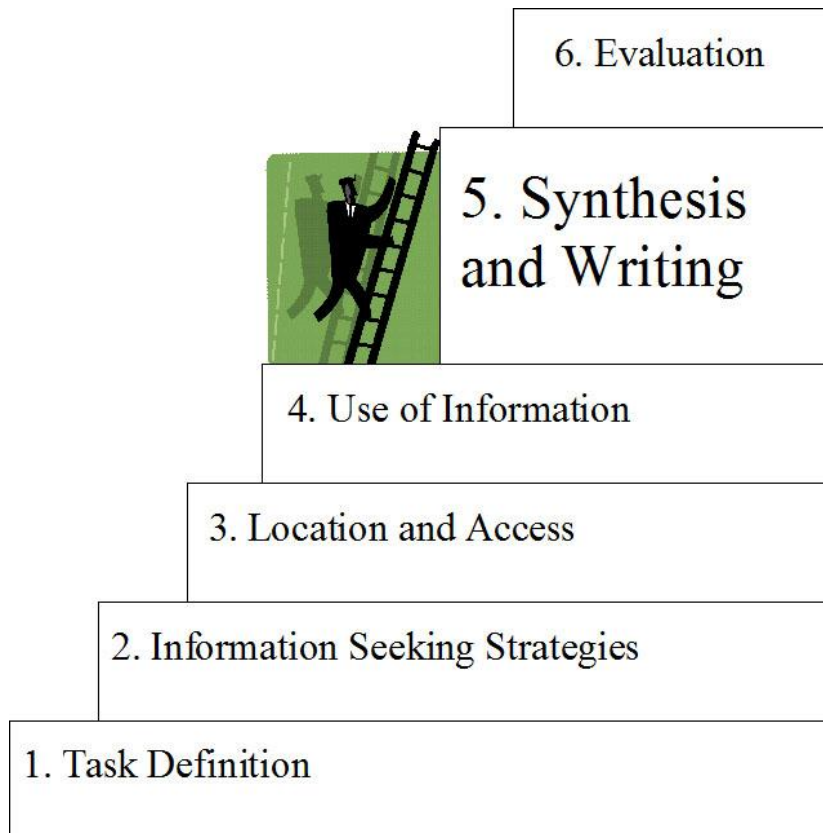 6. Evaluation
5. Synthesis
and Writing
4. Use of Information
3. Location and Access
2. Information Seeking Strategies
1. Task Definition